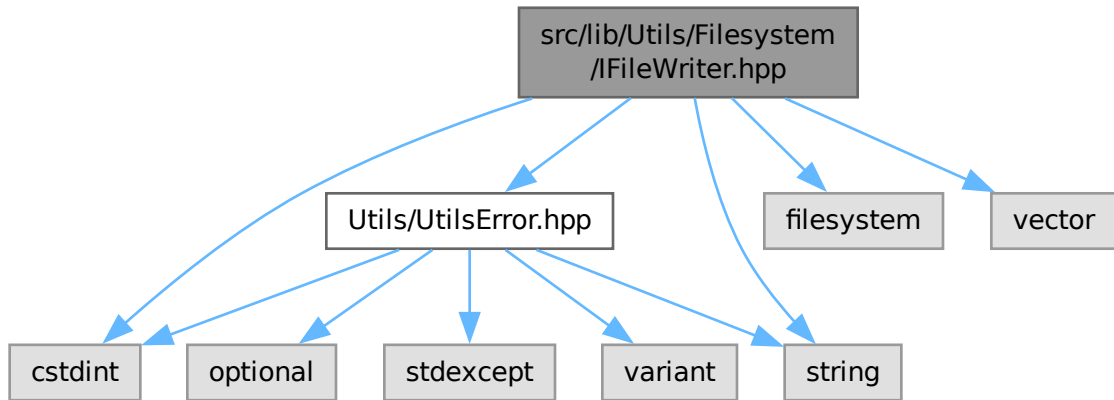 src/lib/Utils/Filesystem
/IFileWriter.hpp
Utils/UtilsError.hpp
filesystem
vector
cstdint
optional
stdexcept
variant
string